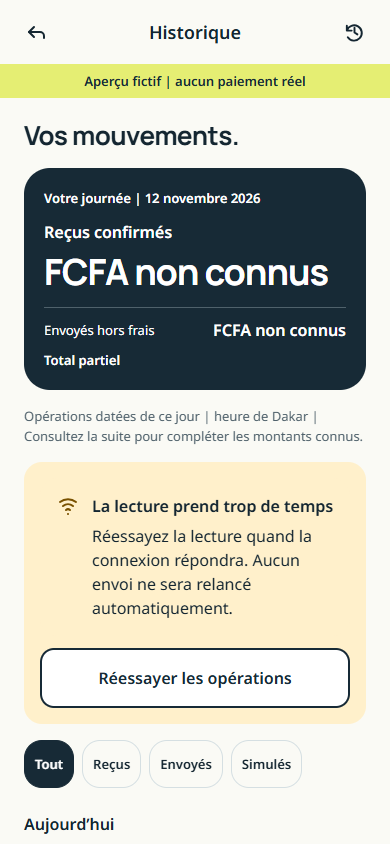 Historique
Aperçu fictif | aucun paiement réel
Vos mouvements.
Votre journée | 12 novembre 2026
Reçus confirmés
FCFA non connus
Envoyés hors frais FCFA non connus
Total partiel
Opérations datées de ce jour | heure de Dakar |
Consultez la suite pour compléter les montants connus.
La lecture prend trop de temps
Réessayez la lecture quand la
connexion répondra. Aucun
envoi ne sera relancé
automatiquement.
Réessayer les opérations
Tout Reçus Envoyés Simulés
Aujourd’hui